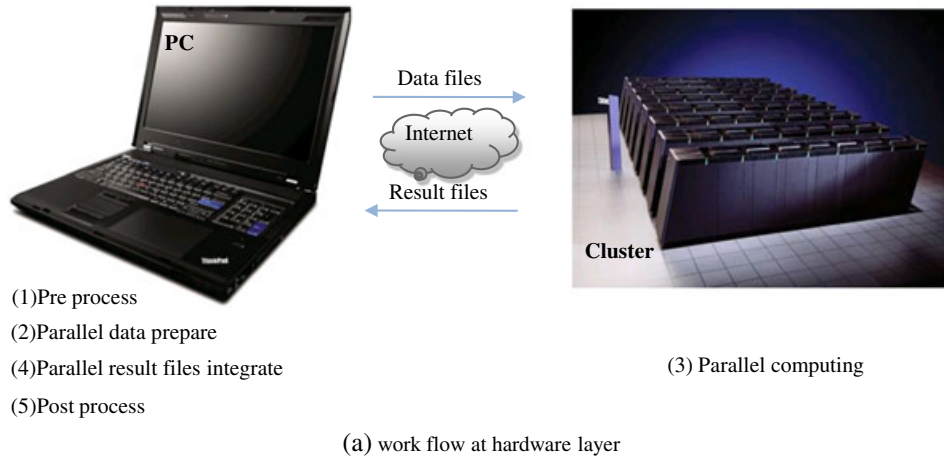 PC
Data files
Internet
Result files
Cluster
(1)Pre process
(2)Parallel data prepare
(4)Parallel result files integrate
(5)Post process
(3) Parallel computing
(a) work flow at hardware layer